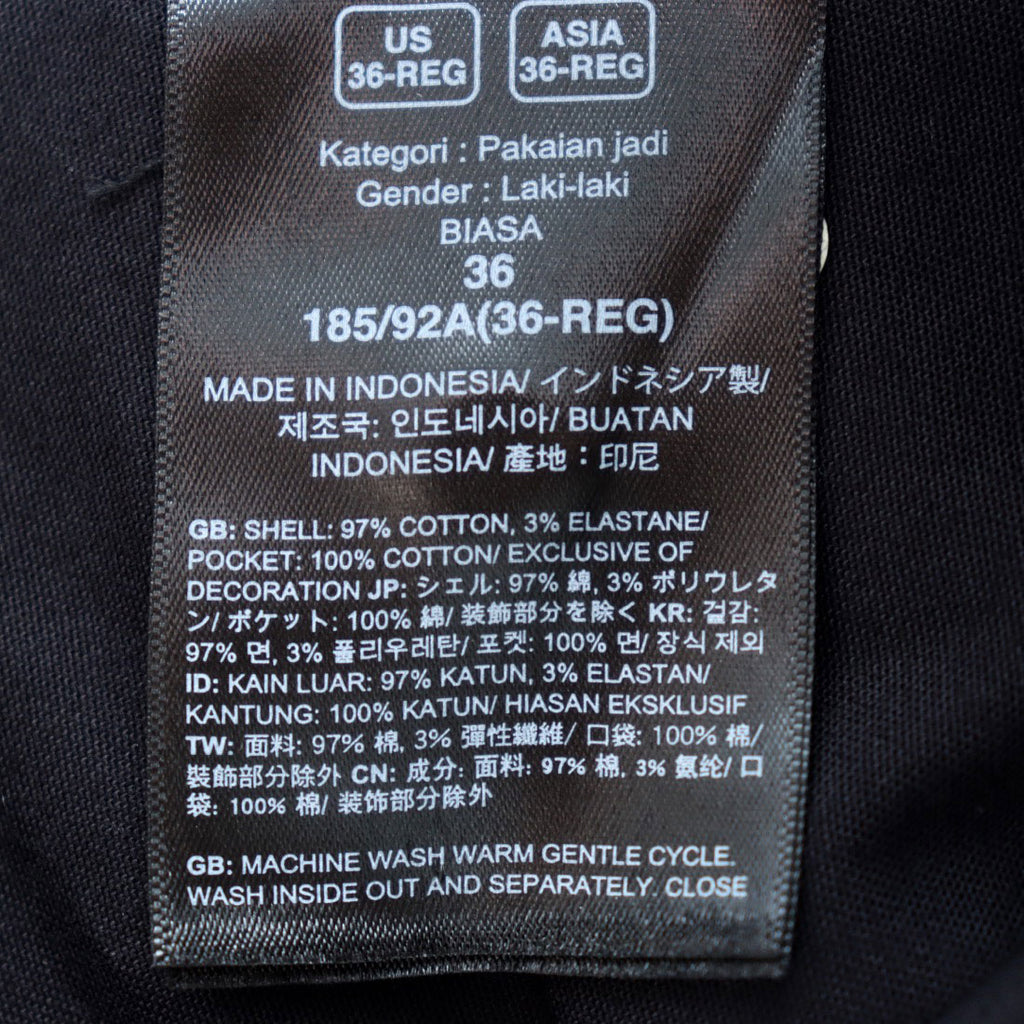 US
36-REG
ASIA
36-REG
Kategori : Pakaian jadi
Gender : Laki-laki
BIASA
36
185/92A(36-REG)
MADE IN INDONESIA/ インドネシア製/
제조국: 인도네시아/ BUATAN
INDONESIA/ 產地：印尼
GB: SHELL: 97% COTTON, 3% ELASTANE/
POCKET: 100% COTTON/ EXCLUSIVE OF
DECORATION JP: シェル: 97% 綿, 3% ポリウレタ
ン/ ポケット: 100% 綿/ 装飾部分を除く KR: 겉감:
97% 면, 3% 폴리우레탄/ 포켓: 100% 면/ 장식 제외
ID: KAIN LUAR: 97% KATUN, 3% ELASTAN/
KANTUNG: 100% KATUN/ HIASAN EKSKLUSIF
TW: 面料: 97% 棉, 3% 彈性纖維/ 口袋: 100% 棉/
裝飾部分除外 CN: 成分: 面料: 97% 棉, 3% 氨纶/ 口
袋: 100% 棉/ 装饰部分除外
GB: MACHINE WASH WARM GENTLE CYCLE.
WASH INSIDE OUT AND SEPARATELY. CLOSE